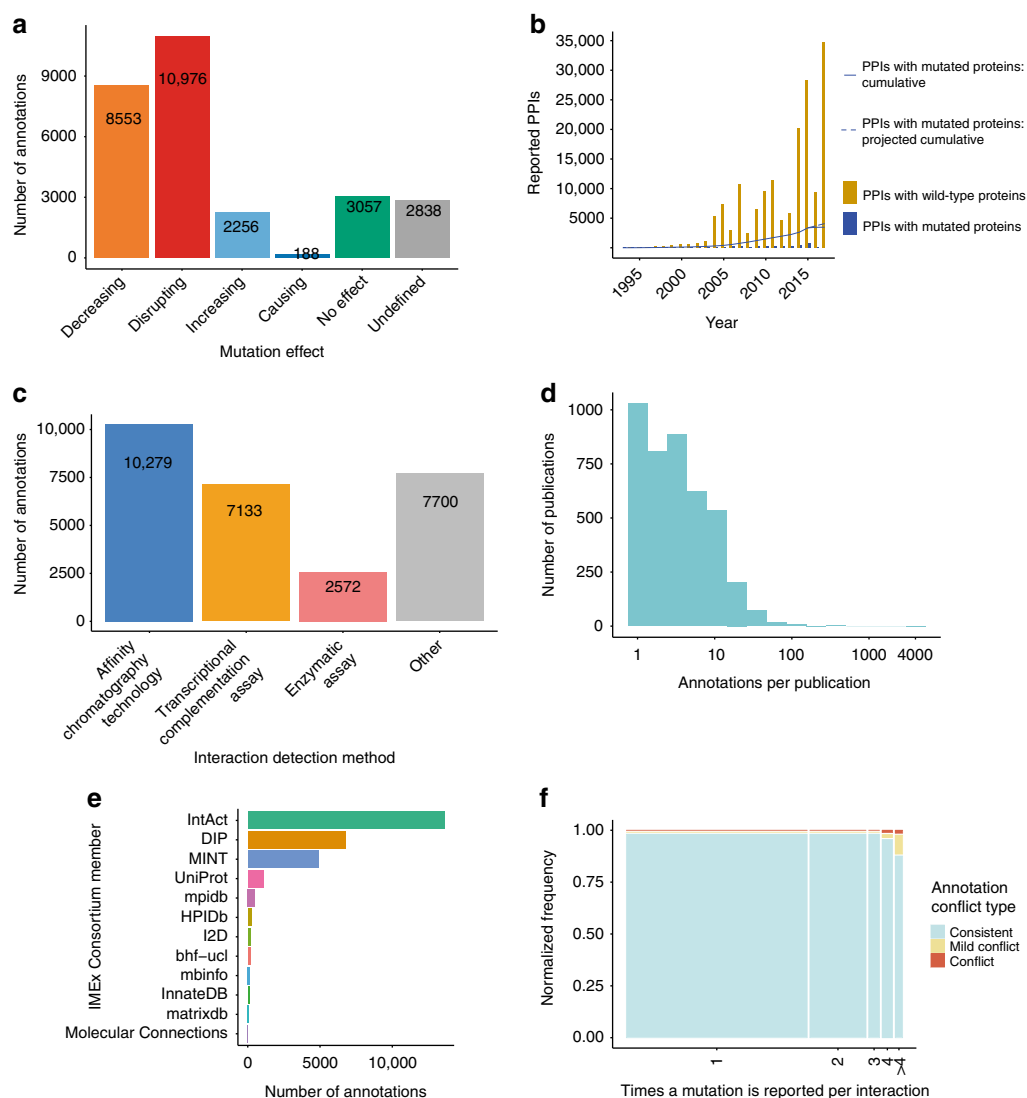 a
Number of annotations
9000
6000
3000
0
8553
10,976
2256
188
3057
2838
Decreasing
Disrupting
Increasing
Causing
No effect
Undefined
Mutation effect
b
Reported PPIs
35,000
30,000
25,000
20,000
15,000
10,000
5000
1995
2000
2005
2010
2015
Year
PPIs with mutated proteins:
cumulative
PPIs with mutated proteins:
projected cumulative
PPIs with wild-type proteins
PPIs with mutated proteins
c
Number of annotations
10,000
7500
5000
2500
0
10,279
7133
2572
7700
Affinity
chromatography
technology
Transcriptional
complementation
assay
Enzymatic
assay
Other
Interaction detection method
d
Number of publications
1000
750
500
250
0
1
10
100
1000
4000
Annotations per publication
e
IMEx Consortium member
IntAct
DIP
MINT
UniProt
mpidb
HPIDb
I2D
bhf-ucl
mbinfo
InnateDB
matrixdb
Molecular Connections
0
5000
10,000
Number of annotations
f
Normalized frequency
1.00
0.75
0.50
0.25
0.00
1
2
3
4
>4
Times a mutation is reported per interaction
Annotation
conflict type
Consistent
Mild conflict
Conflict